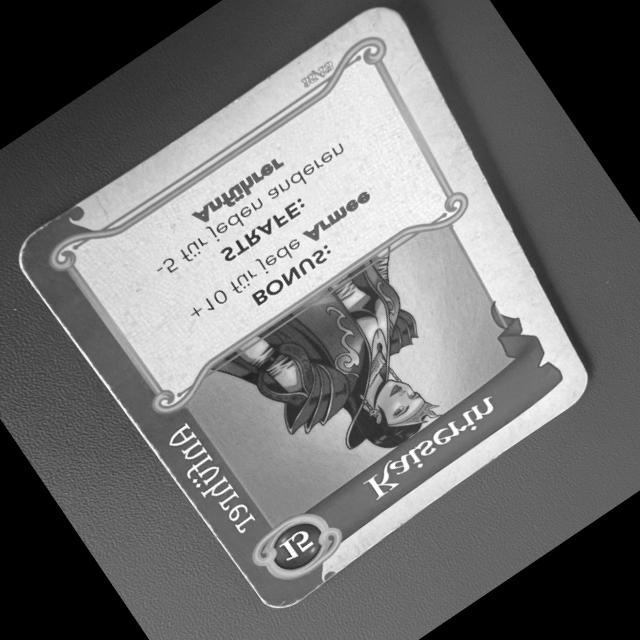 15
Kaiserin
Anführer
BONUS:
+10 für jede Armee
STRAFE:
-5 für jeden anderen
Anführer